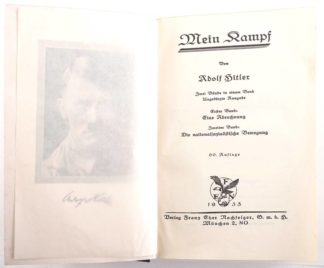 Mein Kampf
Von
Adolf Hitler
Zwei Bände in einem Band
Ungekürzte Ausgabe
Erster Band:
Eine Abrechnung
Zweiter Band:
Die nationalsozialistische Bewegung
Auflage
Verlag Franz Eher Nachfolger, G. m. b. H.
München 2, NO